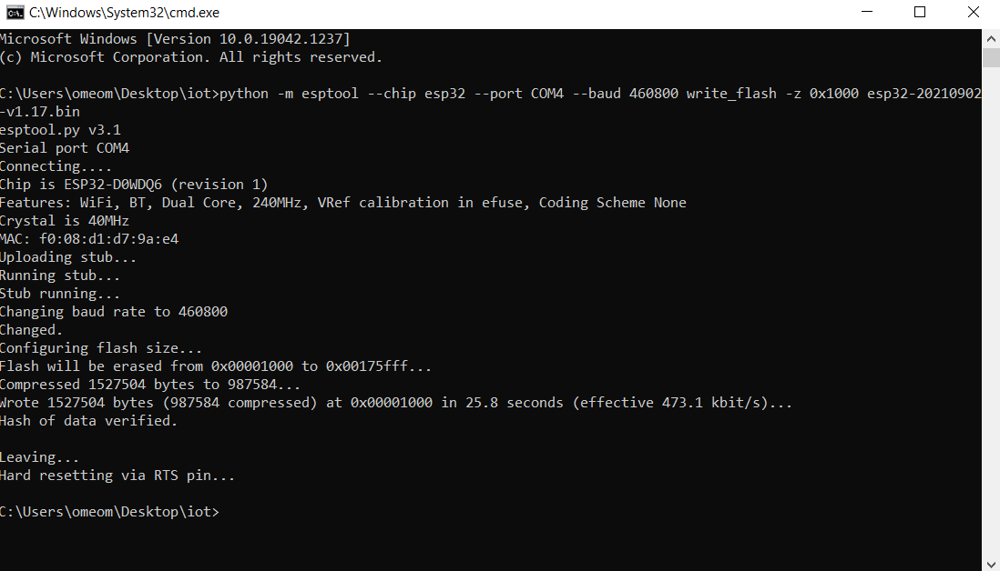 C:\Windows\System32\cmd.exe
Microsoft Windows [Version 10.0.19042.1237]
(c) Microsoft Corporation. All rights reserved.
C:\Users\omeom\Desktop\iot>python -m esptool --chip esp32 --port COM4 --baud 460800 write_flash -z 0x1000 esp32-20210902
-v1.17.bin
esptool.py v3.1
Serial port COM4
Connecting....
Chip is ESP32-D0WDQ6 (revision 1)
Features: WiFi, BT, Dual Core, 240MHz, VRef calibration in efuse, Coding Scheme None
Crystal is 40MHz
MAC: f0:08:d1:d7:9a:e4
Uploading stub...
Running stub...
Stub running...
Changing baud rate to 460800
Changed.
Configuring flash size...
Flash will be erased from 0x00001000 to 0x00175fff...
Compressed 1527504 bytes to 987584...
Wrote 1527504 bytes (987584 compressed) at 0x00001000 in 25.8 seconds (effective 473.1 kbit/s)...
Hash of data verified.
Leaving...
Hard resetting via RTS pin...
C:\Users\omeom\Desktop\iot>